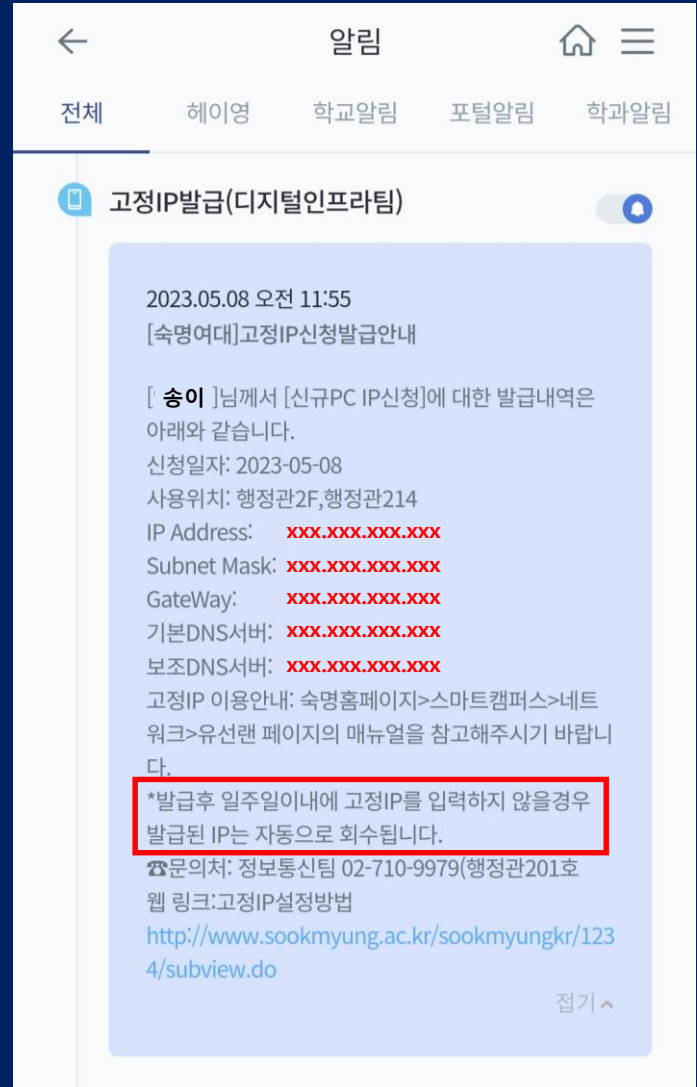 알림
전체 헤이영 학교알림 포털알림 학과알림
고정IP발급(디지털인프라팀)
2023.05.08 오전 11:55
[숙명여대]고정IP신청발급안내
[' 송이 ]님께서 [신규PC IP신청]에 대한 발급내역은
아래와 같습니다.
신청일자: 2023-05-08
사용위치: 행정관2F,행정관214
IP Address: xxx.xxx.xxx.xxx
Subnet Mask: xxx.xxx.xxx.xxx
GateWay: xxx.xxx.xxx.xxx
기본DNS서버: xxx.xxx.xxx.xxx
보조DNS서버: xxx.xxx.xxx.xxx
고정IP 이용안내: 숙명홈페이지>스마트캠퍼스>네트
워크>유선랜 페이지의 매뉴얼을 참고해주시기 바랍니
다.
*발급후 일주일이내에 고정IP를 입력하지 않을경우
발급된 IP는 자동으로 회수됩니다.
☎문의처: 정보통신팀 02-710-9979(행정관201호
웹 링크:고정IP설정방법
http://www.sookmyung.ac.kr/sookmyungkr/123
4/subview.do
접기